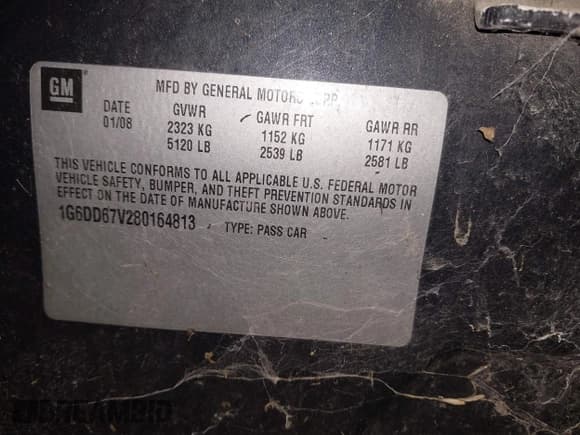 GM
MFD BY GENERAL MOTORS
DATE GVWR GAWR FRT GAWR RR
01/08 2323 KG 1152 KG 1171 KG
5120 LB 2539 LB 2581 LB
THIS VEHICLE CONFORMS TO ALL APPLICABLE U.S. FEDERAL MOTOR
VEHICLE SAFETY, BUMPER, AND THEFT PREVENTION STANDARDS IN
EFFECT ON THE DATE OF MANUFACTURE SHOWN ABOVE.
1G6DD67V280164813 TYPE: PASS CAR
DREAMBID